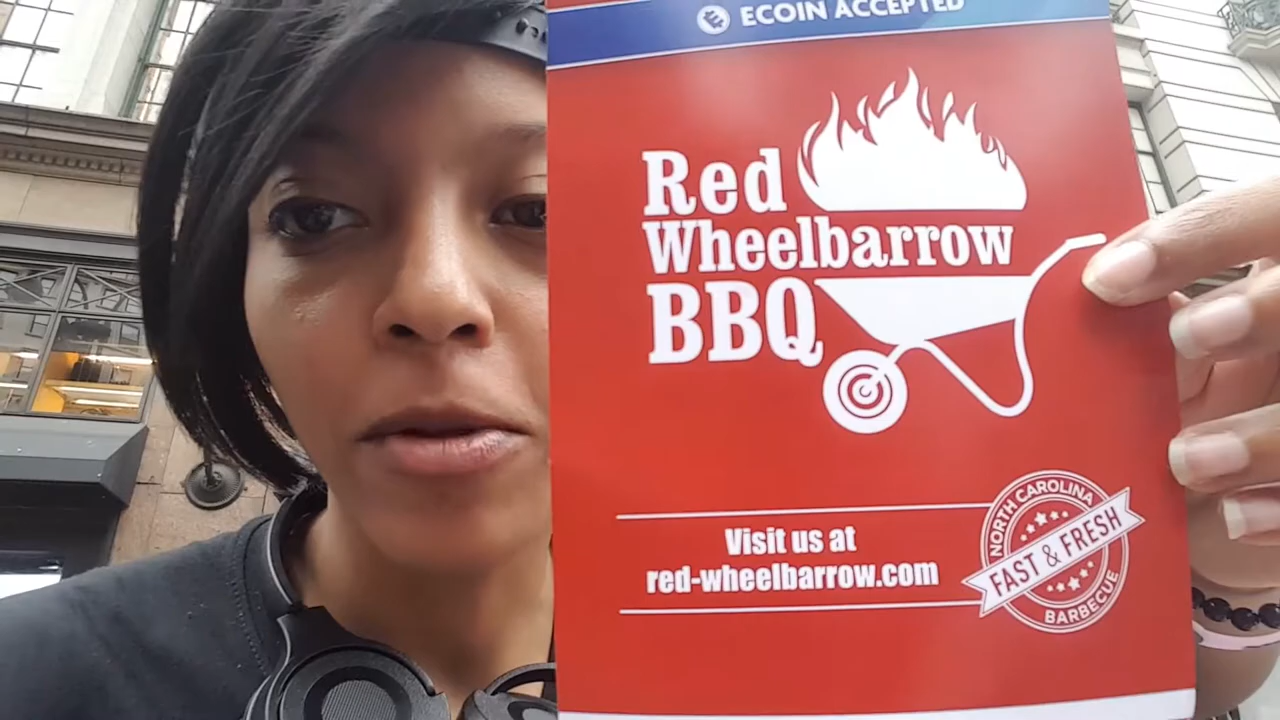 ECOIN ACCEPTED
Red
Wheelbarrow
BBQ
Visit us at
red-wheelbarrow.com
NORTH CAROLINA
FAST & FRESH
BARBECUE